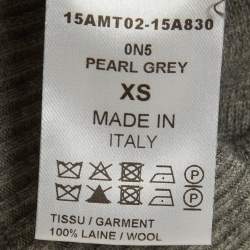 15AMT02-15A830
0N5
PEARL GREY
XS
MADE IN
ITALY
P
P
TISSU / GARMENT
100% LAINE / WOOL